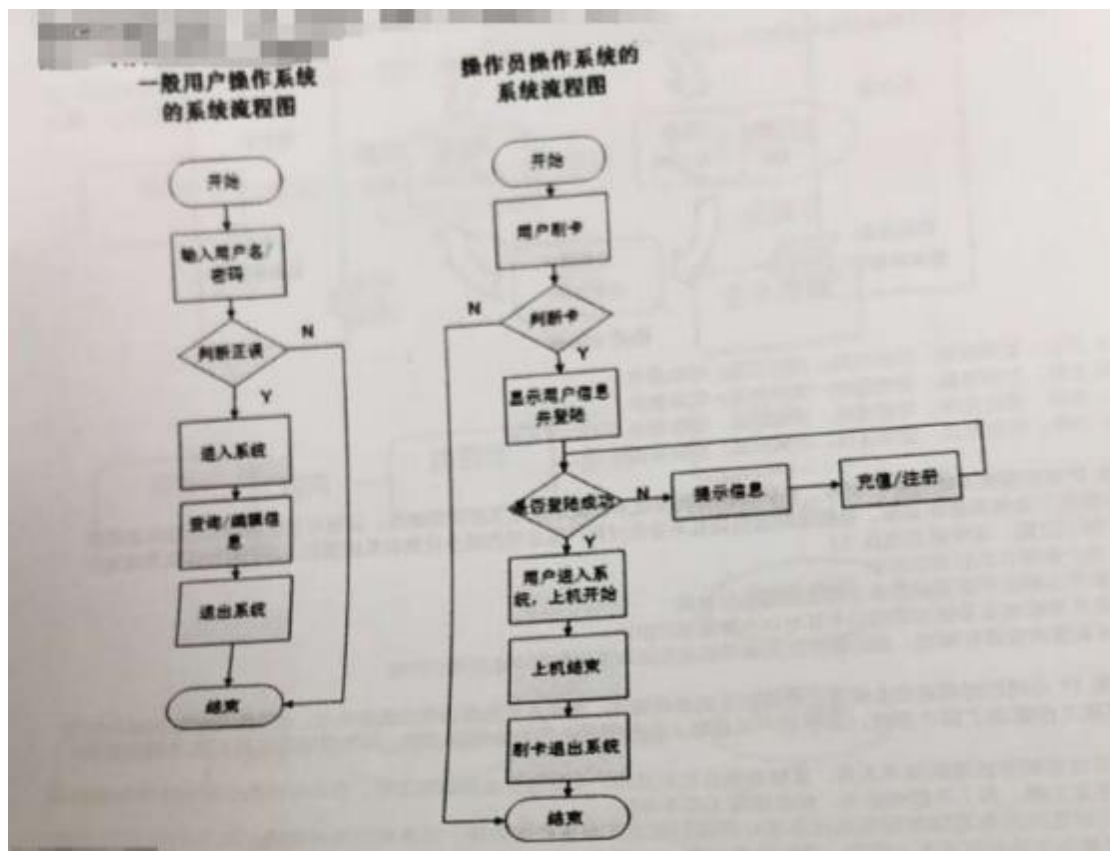 一般用户操作系统
的系统流程图
开始
输入用户名/
密码
判断正误
N
Y
进入系统
查询/编辑信
息
退出系统
结束
操作员操作系统的
系统流程图
开始
用户刷卡
判断卡
N
Y
显示用户信息
并登陆
是否登陆成功
N
提示信息
充值/注册
Y
用户进入系
统，上机开始
上机结束
刷卡退出系统
结束